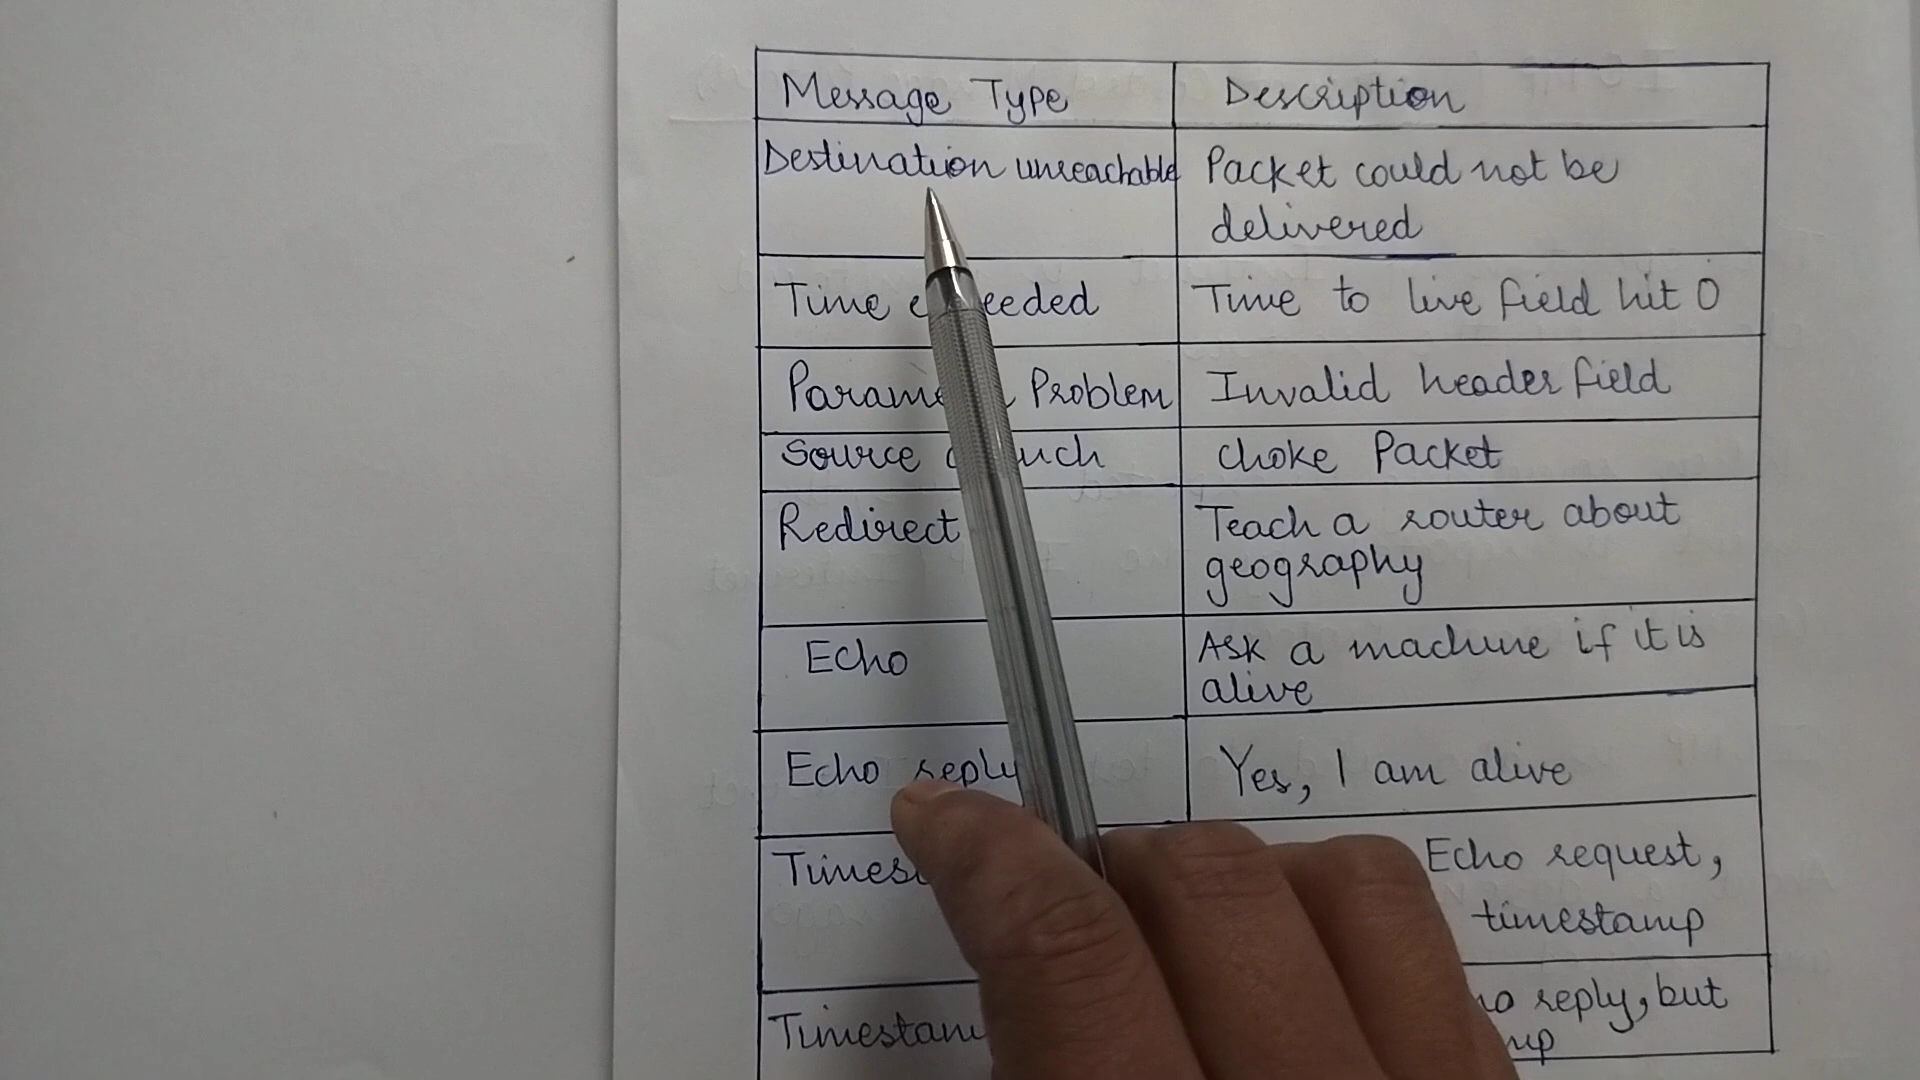 Message Type Description
Destination unreachable Packet could not be
delivered
Time Time to live field hit 0
Problem Invalid header field
Source choke Packet
Redirect Teach a router about
geography
Echo Ask a machine if it is
alive
Echo reply Yes, I am alive
Echo request,
timestamp
reply, but